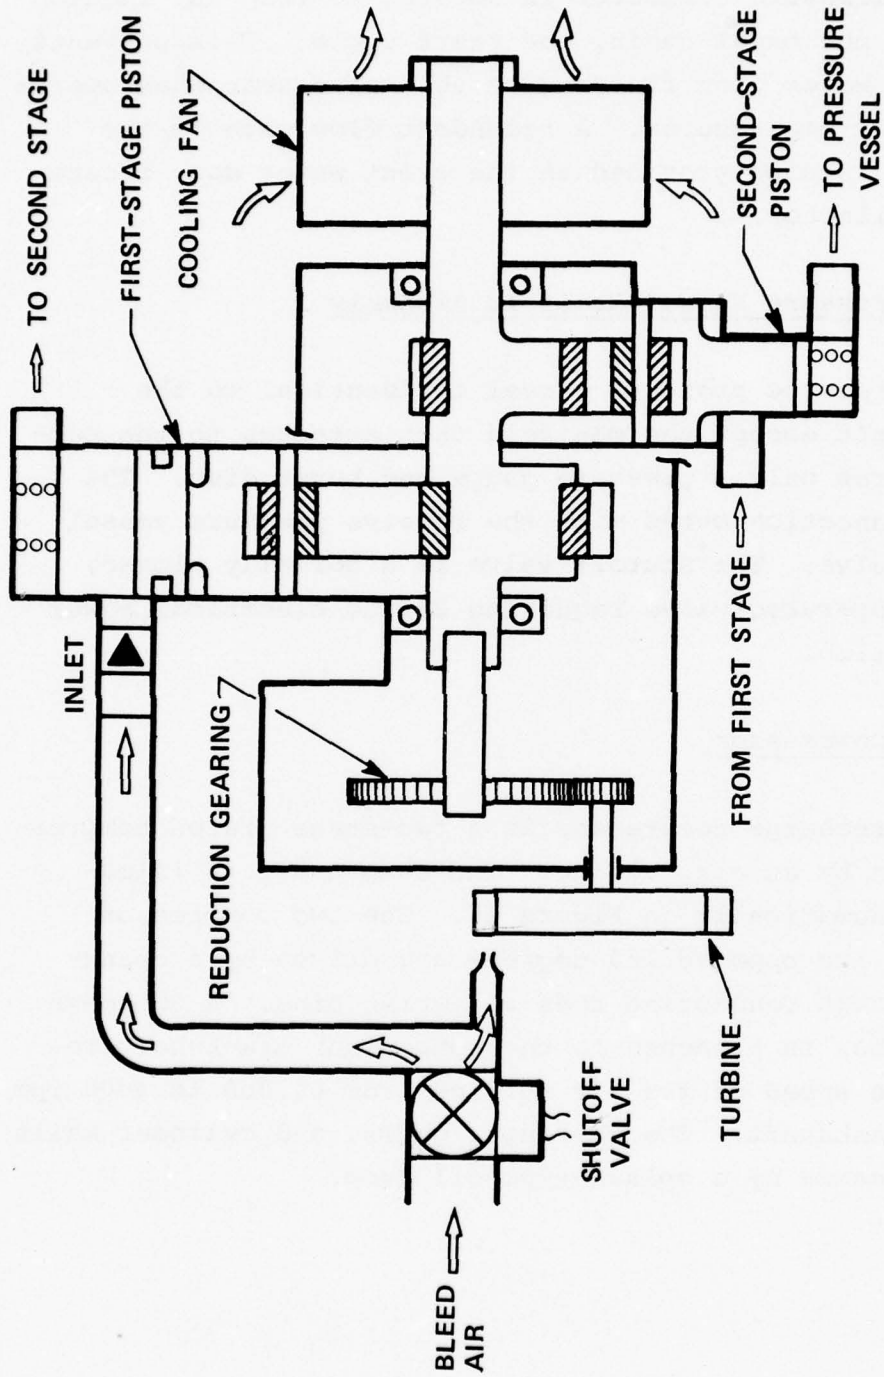 TO SECOND STAGE
INLET
FIRST-STAGE PISTON
COOLING FAN
REDUCTION GEARING
BLEED
AIR
SHUTOFF
VALVE
TURBINE
FROM FIRST STAGE
SECOND-STAGE
PISTON
TO PRESSURE
VESSEL